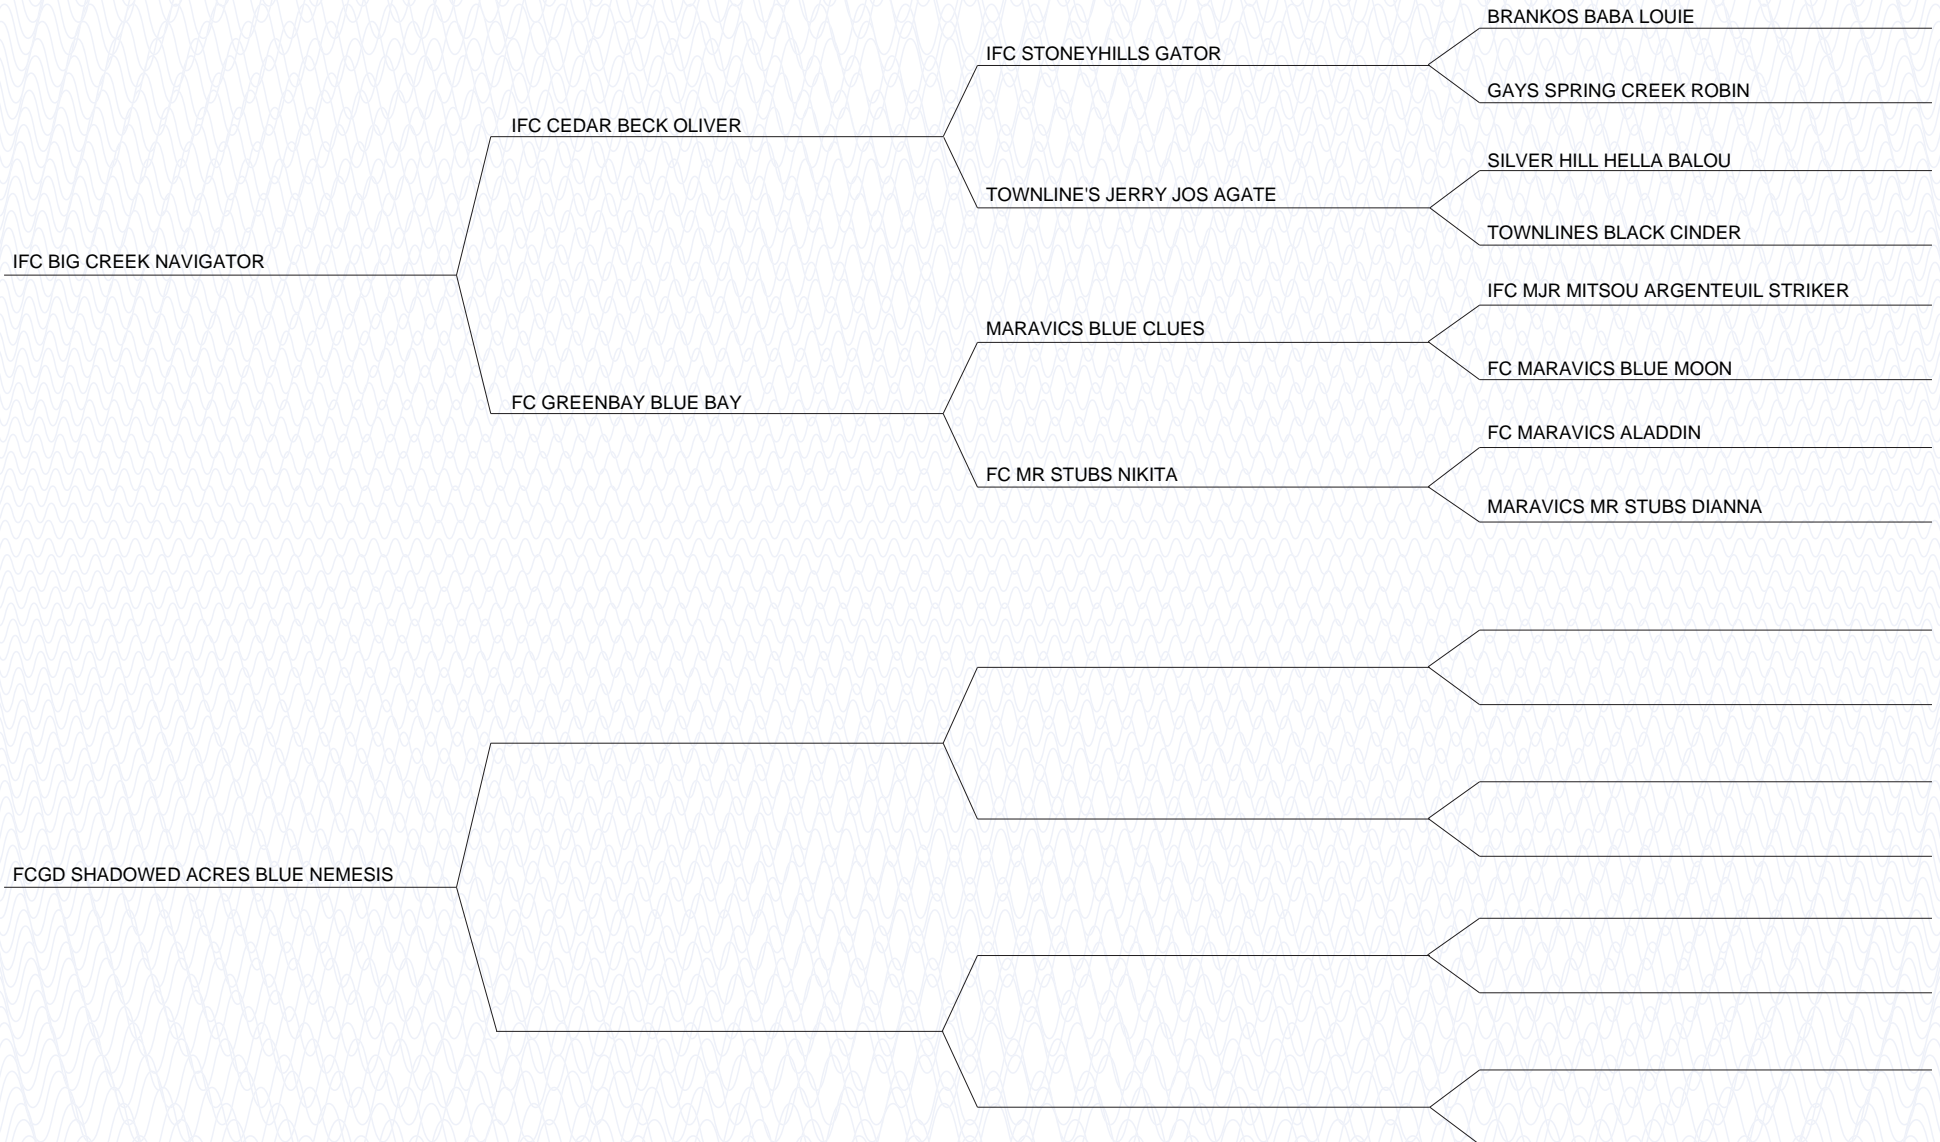 BRANKOS BABA LOUIE
IFC STONEYHILLS GATOR
GAYS SPRING CREEK ROBIN
IFC CEDAR BECK OLIVER
SILVER HILL HELLA BALOU
TOWNLINE'S JERRY JOS AGATE
TOWNLINES BLACK CINDER
IFC BIG CREEK NAVIGATOR
IFC MJR MITSOU ARGENTEUIL STRIKER
MARAVICS BLUE CLUES
FC MARAVICS BLUE MOON
FC GREENBAY BLUE BAY
FC MARAVICS ALADDIN
FC MR STUBS NIKITA
MARAVICS MR STUBS DIANNA
FCGD SHADOWED ACRES BLUE NEMESIS